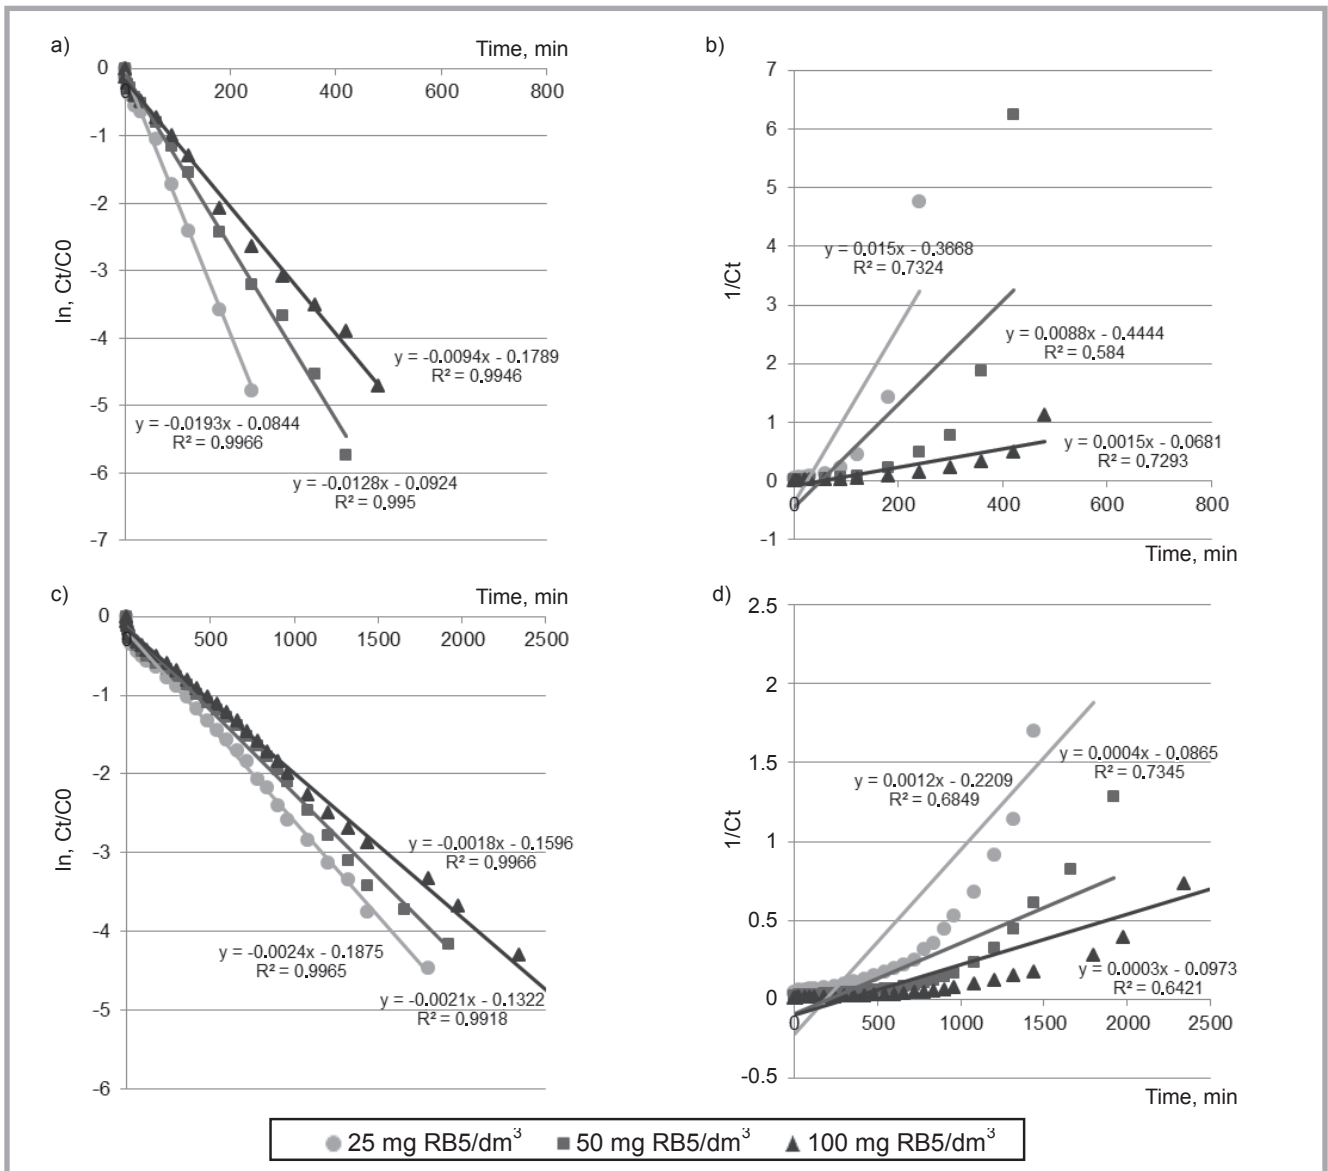 a)
Time, min
0
0
200
400
600
800
-1
-2
-3
-4
-5
-6
-7
ln, Ct/C0
y = -0.0094x - 0.1789
R² = 0.9946
y = -0.0193x - 0.0844
R² = 0.9966
y = -0.0128x - 0.0924
R² = 0.995
b)
7
6
5
4
3
2
1
0
-1
1/Ct
y = 0.015x - 0.3668
R² = 0.7324
y = 0.0088x - 0.4444
R² = 0.584
y = 0.0015x - 0.0681
R² = 0.7293
0
200
400
600
800
Time, min
c)
Time, min
0
0
500
1000
1500
2000
2500
-1
-2
-3
-4
-5
-6
ln, Ct/C0
y = -0.0018x - 0.1596
R² = 0.9966
y = -0.0024x - 0.1875
R² = 0.9965
y = -0.0021x - 0.1322
R² = 0.9918
d)
2.5
2
1.5
1
0.5
0
-0.5
1/Ct
y = 0.0004x - 0.0865
R² = 0.7345
y = 0.0012x - 0.2209
R² = 0.6849
y = 0.0003x - 0.0973
R² = 0.6421
0
500
1000
1500
2000
2500
Time, min
25 mg RB5/dm³ 50 mg RB5/dm³ 100 mg RB5/dm³